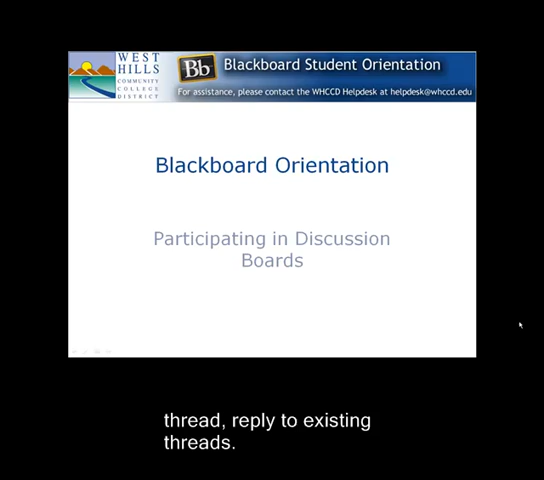 WEST
HILLS
COMMUNITY
COLLEGE
DISTRICT
Bb
Blackboard Student Orientation
For assistance, please contact the WHCCD Helpdesk at helpdesk@whccd.edu
Blackboard Orientation
Participating in Discussion
Boards
thread, reply to existing
threads.